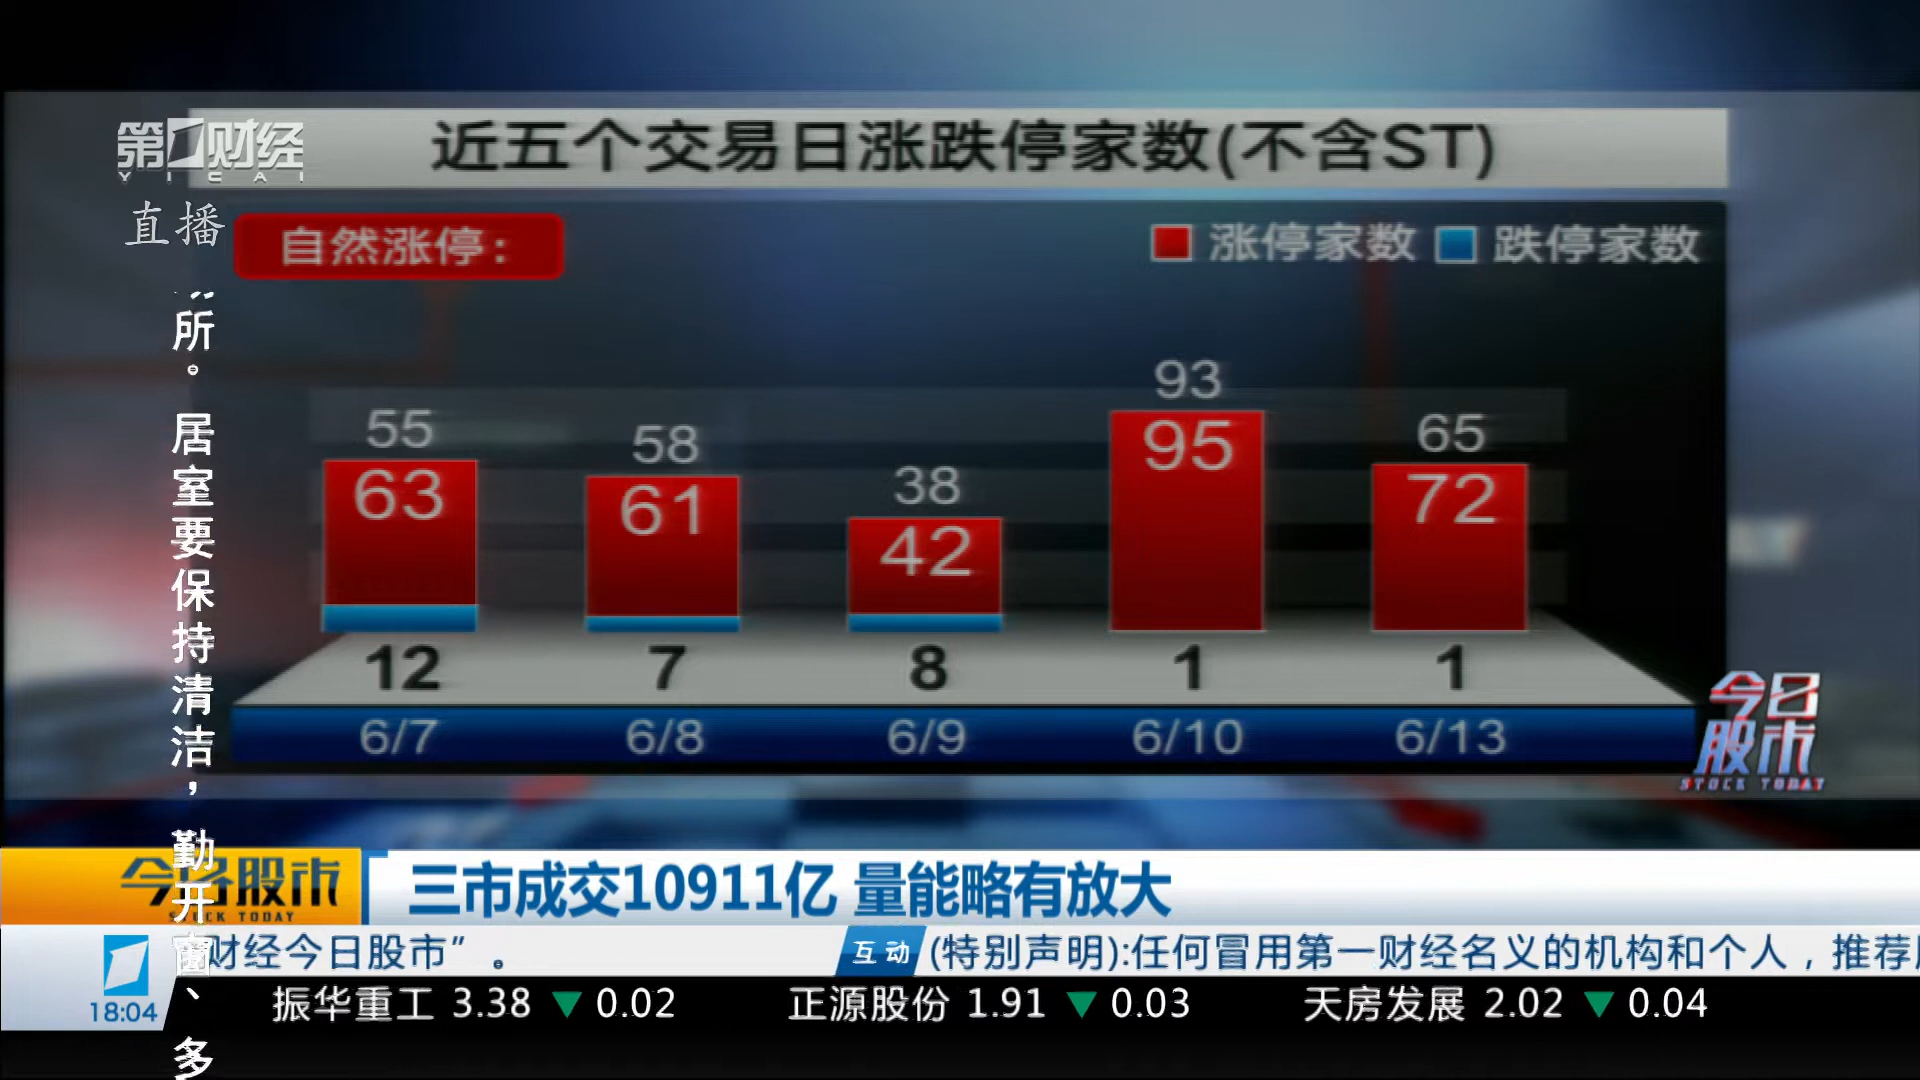 第1财经
YICAI
直播
近五个交易日涨跌停家数(不含ST)
自然涨停：
涨停家数 跌停家数
55 58 38 93 65
63 61 42 95 72
12 7 8 1 1
6/7 6/8 6/9 6/10 6/13
所。居室要保持清洁，勤开窗、多
今日股市
STOCK TODAY
今日股市
STOCK TODAY
三市成交10911亿 量能略有放大
财经今日股市”。 互动 (特别声明):任何冒用第一财经名义的机构和个人，推荐
18:04
振华重工 3.38 ▼ 0.02 正源股份 1.91 ▼ 0.03 天房发展 2.02 ▼ 0.04